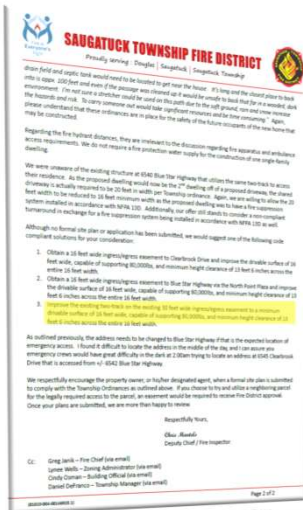 SAUGATUCK TOWNSHIP FIRE DISTRICT
Proudly serving: Douglas | Saugatuck | Saugatuck Township
drain field and septic tank would need to be located to get near the house. It's long and the closest place to back
into is appx. 100 feet and even if the passage was cleaned up it would be unsafe to back that far in a wooded, dark
environment. I'm not sure a stretcher could be used on this path due to the soft ground, rain and snow increase
the hazards and risk. To carry someone out would take significant resources and be time consuming. Again,
please understand that these ordinances are in place for the safety of the future occupants of the new home that
may be constructed.
Regarding the fire hydrant distances, they are irrelevant to the discussion regarding fire apparatus and ambulance
access requirements. We do not require a fire protection water supply for the construction of one single family
dwelling.
We were unaware of the existing structure at 6540 Blue Star Highway that utilizes the same two-track to access
their residence. As the proposed dwelling would now be the 2nd dwelling off of a proposed driveway, the shared
driveway is actually required to be 20 feet in width per Township ordinance. Again, we are willing to allow the 20
feet width to be reduced to 16 feet minimum width as the proposed dwelling was to have a fire suppression
system installed in accordance with NFPA 13D. Additionally, our offer still stands to consider a non-compliant
turnaround in exchange for a fire suppression system being installed in accordance with NFPA 13D as well.
Although no formal site plan or application has been submitted, we would suggest one of the following code
compliant solutions for your consideration:
1. Obtain a 16 feet wide ingress/egress easement to Clearbrook Drive and improve the drivable surface of 16
feet wide, capable of supporting 80,000lbs, and minimum height clearance of 13 feet 6 inches across the
entire 16 feet width.
2. Obtain a 16 feet wide ingress/egress easement to Blue Star Highway via the North Point Plaza and improve
the drivable surface of 16 feet wide, capable of supporting 80,000lbs, and minimum height clearance of 13
feet 6 inches across the entire 16 feet width.
3. Improve the existing two-track on the existing 30 feet wide ingress/egress easement to a minimum
drivable surface of 16 feet wide, capable of supporting 80,000lbs, and minimum height clearance of 13
feet 6 inches across the entire 16 feet width.
As outlined previously, the address needs to be changed to Blue Star Highway if that is the expected location of
emergency access. I found it difficult to locate the address in the middle of the day, and I can assure you
emergency crews would have great difficulty in the dark at 2:00am trying to locate an address at 6545 Clearbrook
Drive that is accessed from +/- 6542 Blue Star Highway.
We respectfully encourage the property owner, or his/her designated agent, when a formal site plan is submitted
to comply with the Township Ordinances as outlined above. If you choose to try and utilize a neighboring parcel
for the legally required access to the parcel, an easement would be required to receive Fire District approval.
Once your plans are submitted, we are more than happy to review.
Respectfully Yours,
Chris Mantels
Deputy Chief / Fire Inspector
Cc: Greg Janik – Fire Chief (via email)
Lynee Wells – Zoning Administrator (via email)
Cindy Osman – Building Official (via email)
Daniel DeFranco – Township Manager (via email)
Page 2 of 2